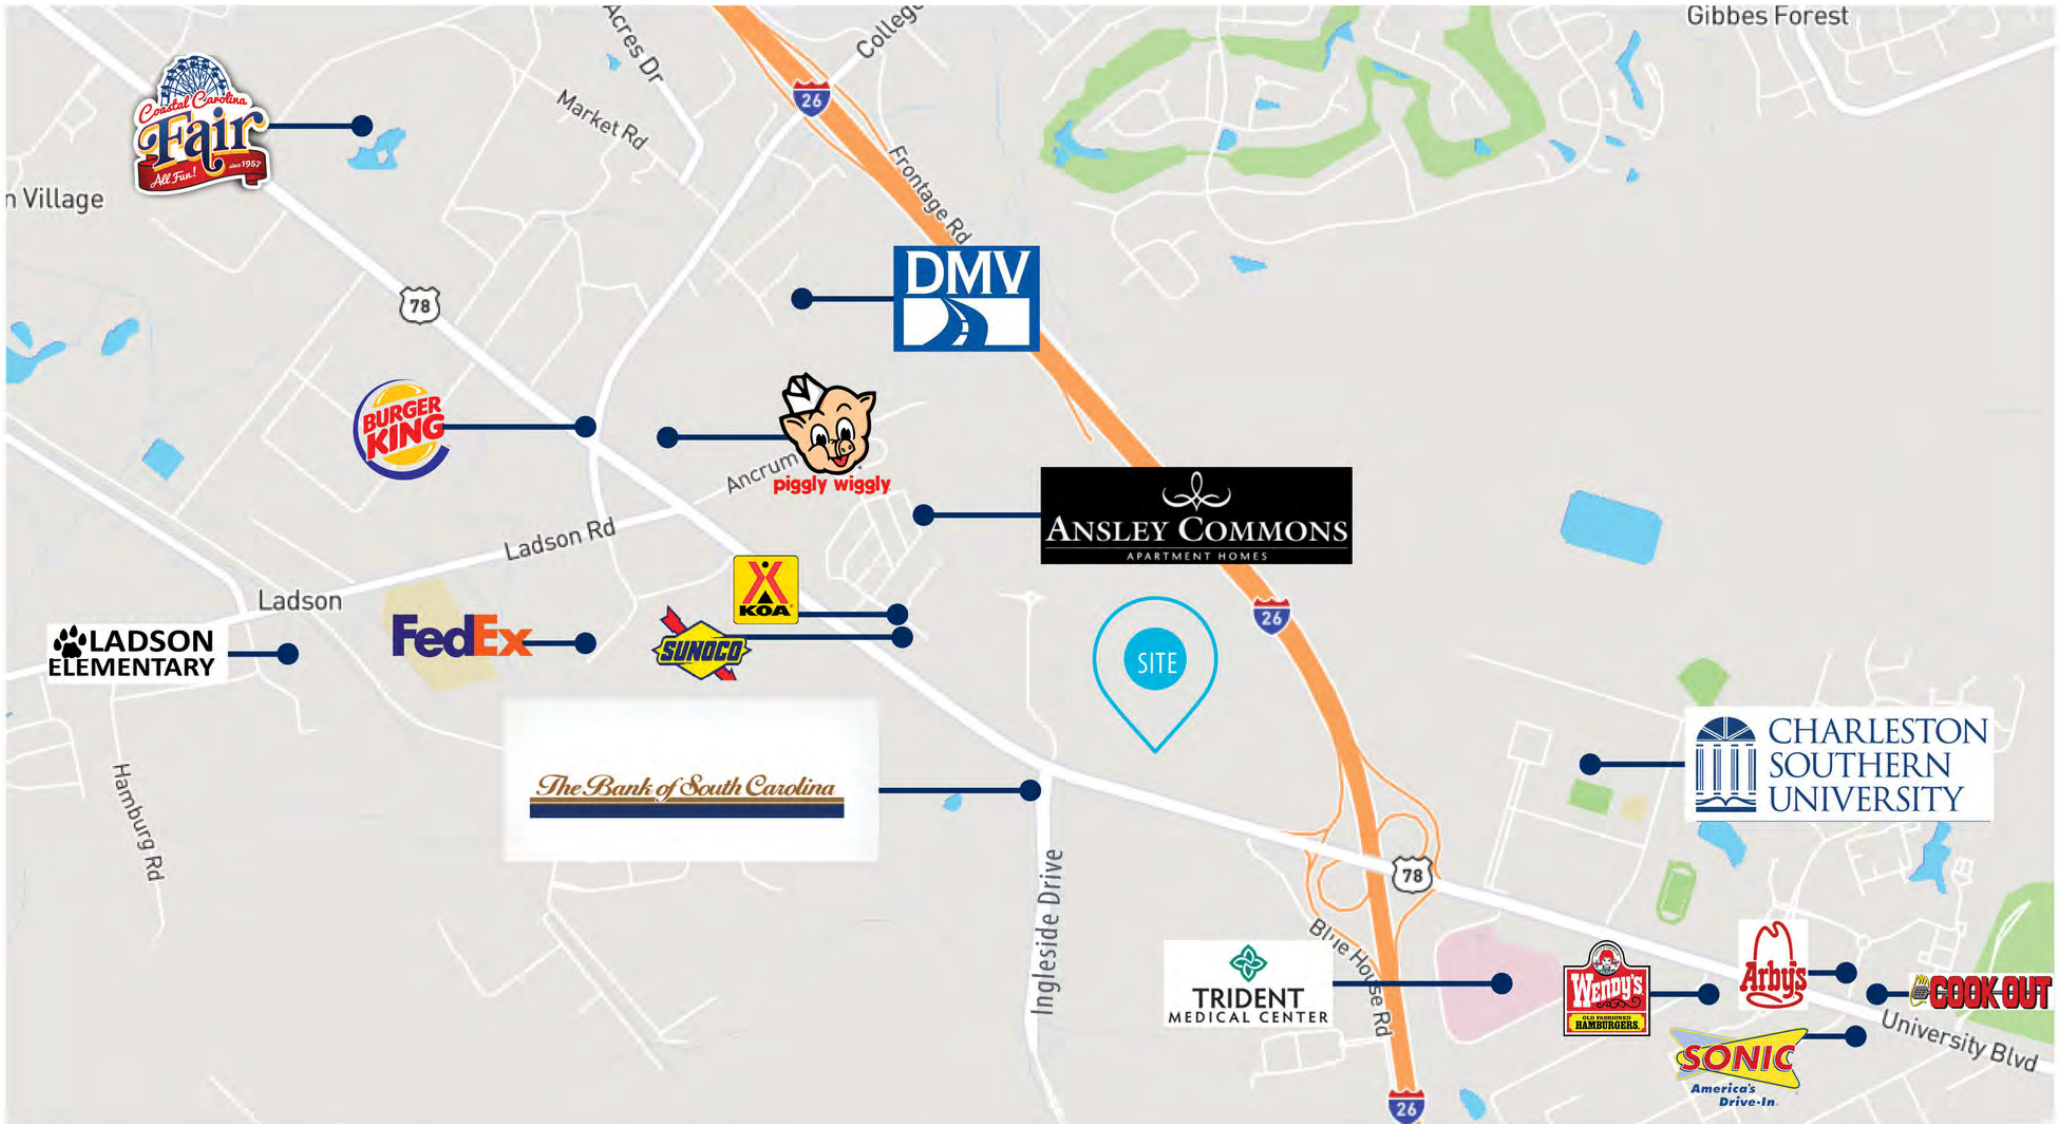 Gibbes Forest
Acres Dr
College
26
Coastal Carolina
Fair
since 1957
All Fun!
Market Rd
Frontage Rd
n Village
DMV
78
BURGER
KING
Ancrum
piggly wiggly
ANSLEY COMMONS
APARTMENT HOMES
Ladson Rd
KOA
Ladson
26
LADSON
ELEMENTARY
FedEx
SUNOCO
SITE
CHARLESTON
SOUTHERN
UNIVERSITY
The Bank of South Carolina
Hamburg Rd
78
Ingleside Drive
Blue House Rd
TRIDENT
MEDICAL CENTER
WENDY'S
OLD FASHIONED
HAMBURGERS
Arby's
COOK OUT
University Blvd
SONIC
America's
Drive-In
26